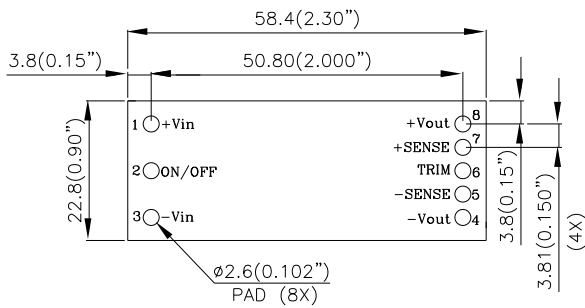 58.4(2.30”)
3.8(0.15”)
50.80(2.000”)
22.8(0.90”)
1 +Vin
2 ON/OFF
3 -Vin
+Vout 8
+SENSE 7
TRIM 6
-SENSE 5
-Vout 4
3.8(0.15”)
3.81(0.150”)
(4X)
ø2.6(0.102”)
PAD (8X)